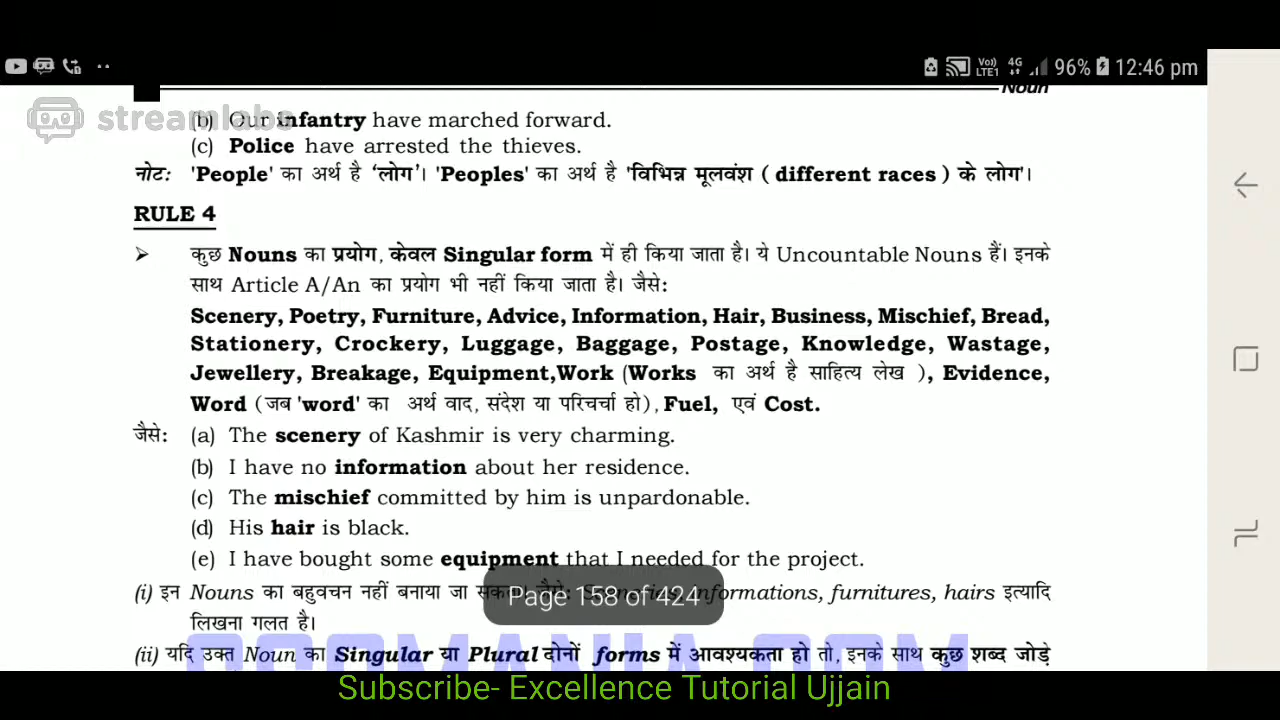 Vo) 4G 96% 12:46 pm
LTE1
Noun
streamlabs
(b) Our infantry have marched forward.
(c) Police have arrested the thieves.
नोट: 'People' का अर्थ है 'लोग'। 'Peoples' का अर्थ है 'विभिन्न मूलवंश ( different races ) के लोग'।
RULE 4
➢ कुछ Nouns का प्रयोग, केवल Singular form में ही किया जाता है। ये Uncountable Nouns हैं। इनके
साथ Article A/An का प्रयोग भी नहीं किया जाता है। जैसे:
Scenery, Poetry, Furniture, Advice, Information, Hair, Business, Mischief, Bread,
Stationery, Crockery, Luggage, Baggage, Postage, Knowledge, Wastage,
Jewellery, Breakage, Equipment,Work (Works का अर्थ है साहित्य लेख ), Evidence,
Word (जब 'word' का अर्थ वाद, संदेश या परिचर्चा हो), Fuel, एवं Cost.
जैसे: (a) The scenery of Kashmir is very charming.
(b) I have no information about her residence.
(c) The mischief committed by him is unpardonable.
(d) His hair is black.
(e) I have bought some equipment that I needed for the project.
(i) इन Nouns का बहुवचन नहीं बनाया जा सकता। जैसे: informations, furnitures, hairs इत्यादि
Page 158 of 424
लिखना गलत है।
(ii) यदि उक्त Noun का Singular या Plural दोनों forms में आवश्यकता हो तो, इनके साथ कुछ शब्द जोड़े
Subscribe- Excellence Tutorial Ujjain